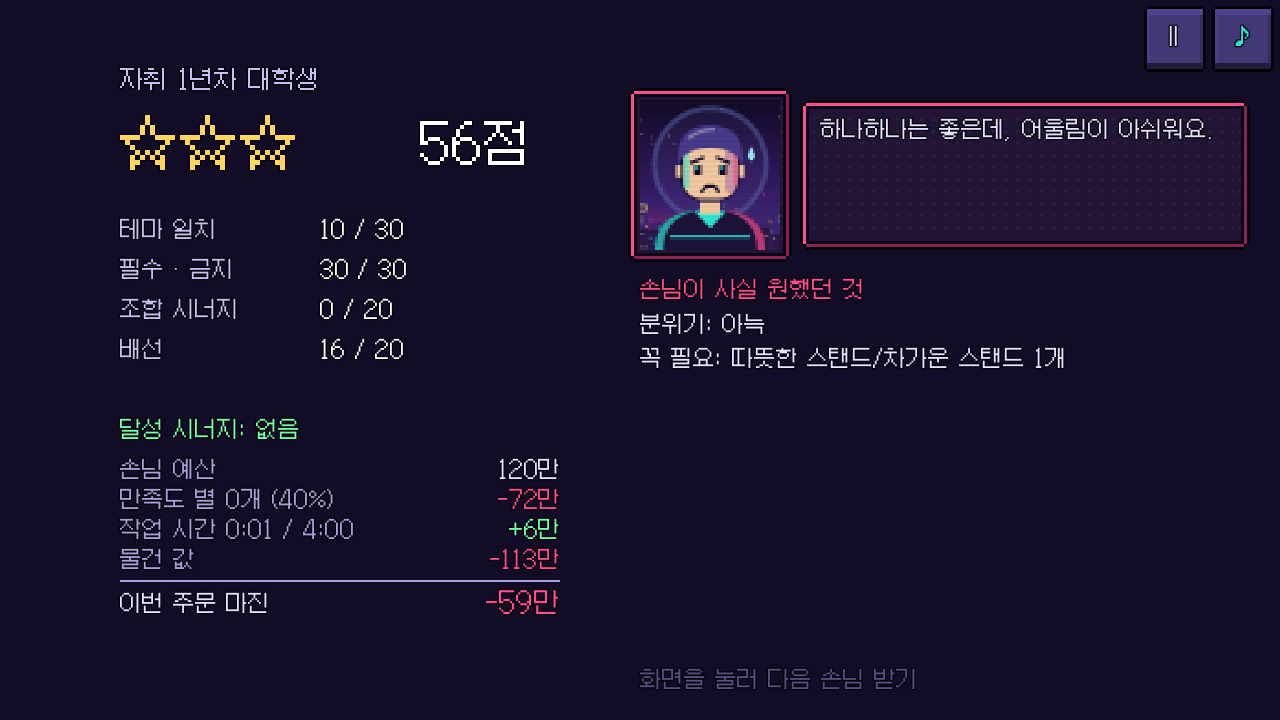 자취 1년차 대학생
56점
테마 일치 10 / 30
필수 · 금지 30 / 30
조합 시너지 0 / 20
배선 16 / 20
달성 시너지: 없음
손님 예산 120만
만족도 별 0개 (40%) -72만
작업 시간 0:01 / 4:00 +6만
물건 값 -113만
이번 주문 마진 -59만
하나하나는 좋은데, 어울림이 아쉬워요.
손님이 사실 원했던 것
분위기: 아늑
꼭 필요: 따뜻한 스탠드/차가운 스탠드 1개
화면을 눌러 다음 손님 받기